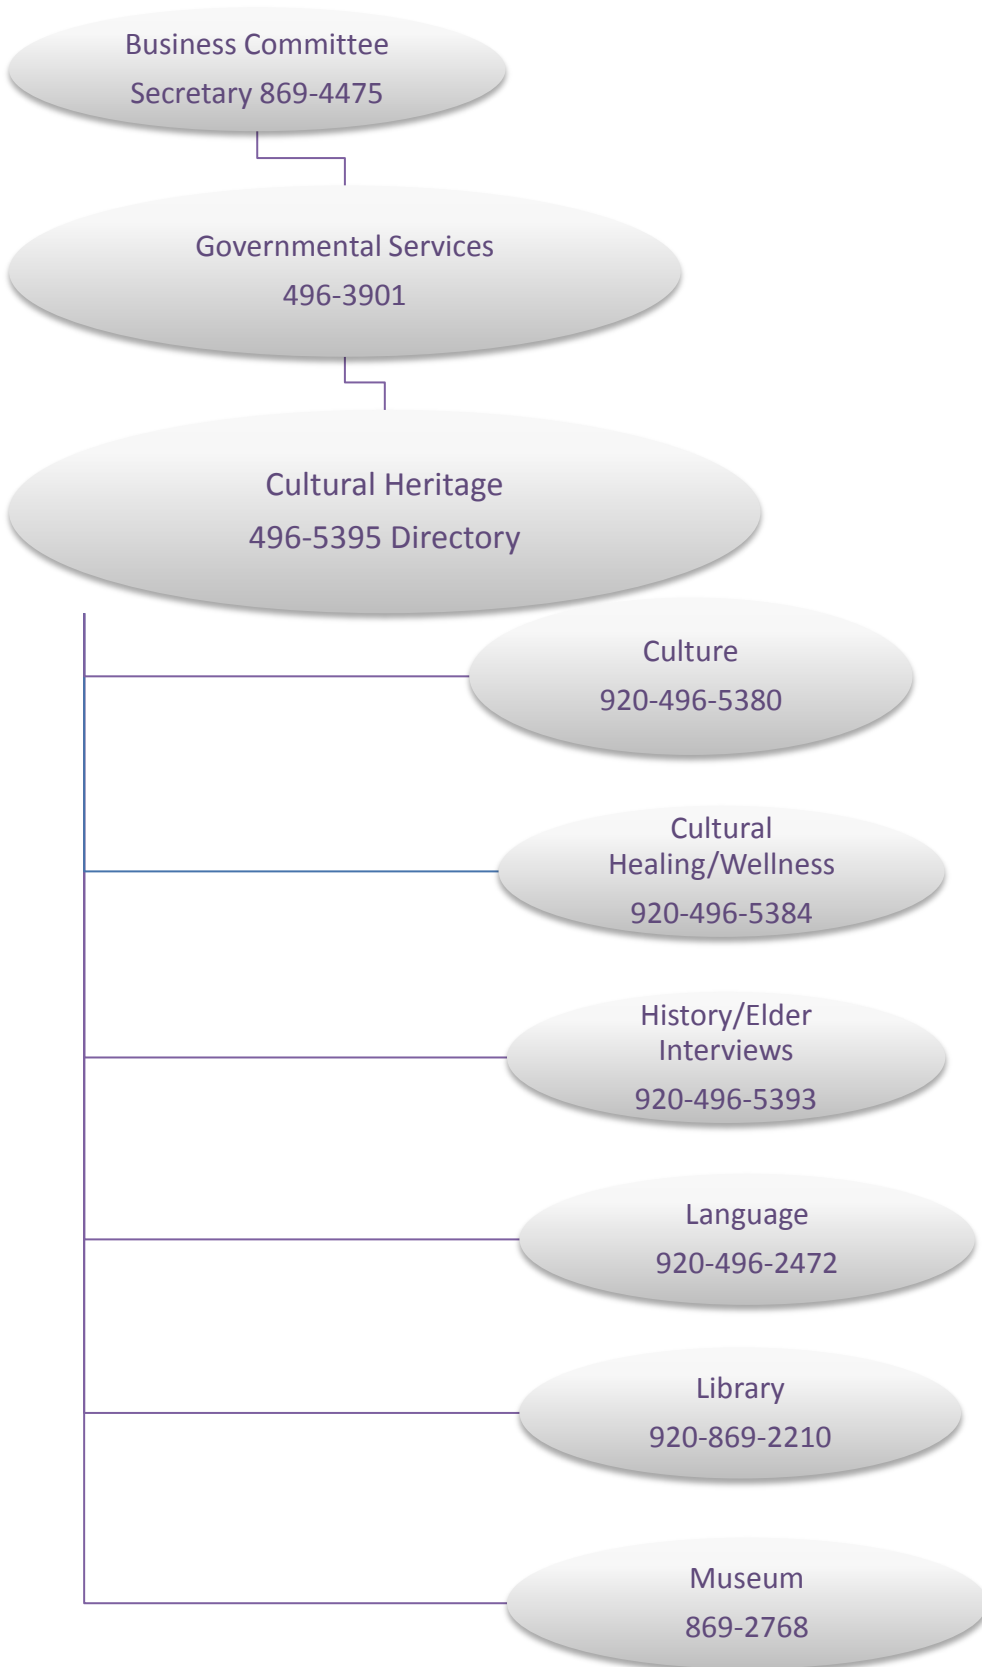 Business Committee
Secretary 869-4475
Governmental Services
496-3901
Cultural Heritage
496-5395 Directory
Culture
920-496-5380
Cultural
Healing/Wellness
920-496-5384
History/Elder
Interviews
920-496-5393
Language
920-496-2472
Library
920-869-2210
Museum
869-2768